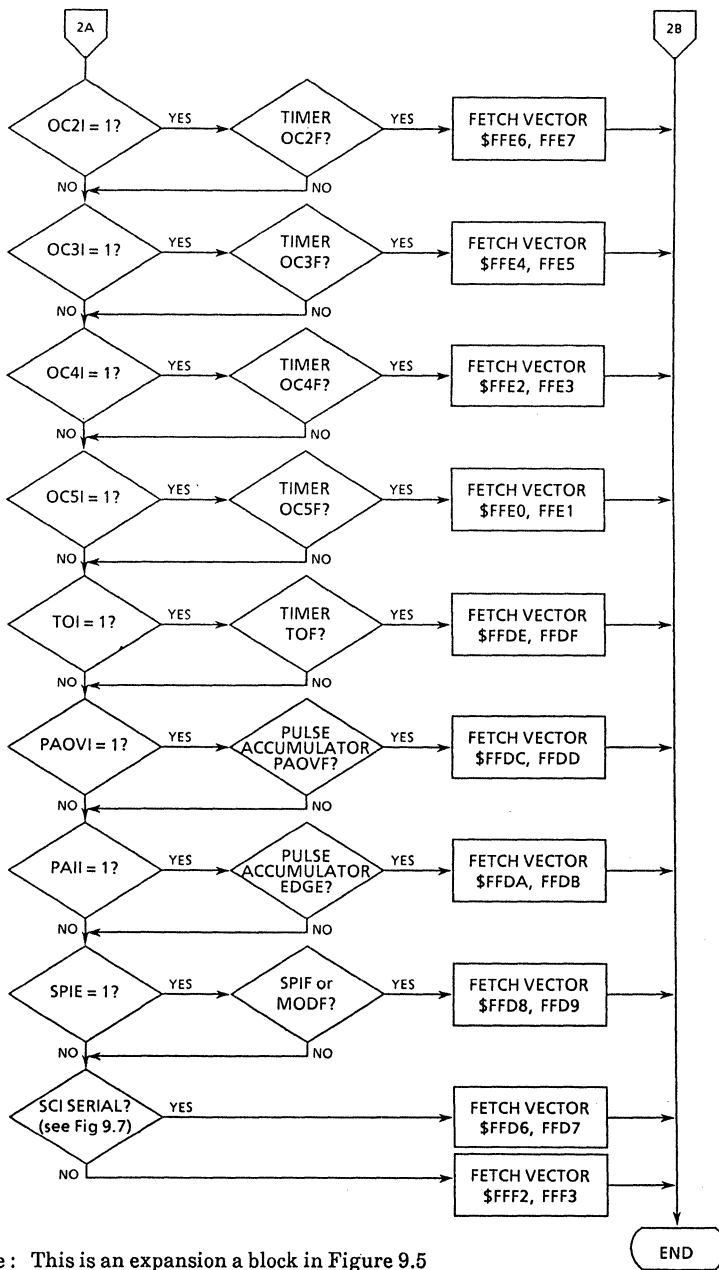 2A
2B
OC2I = 1?
YES
TIMER
OC2F?
YES
FETCH VECTOR
$FFE6, FFE7
NO
NO
OC3I = 1?
YES
TIMER
OC3F?
YES
FETCH VECTOR
$FFE4, FFE5
NO
NO
OC4I = 1?
YES
TIMER
OC4F?
YES
FETCH VECTOR
$FFE2, FFE3
NO
NO
OC5I = 1?
YES
TIMER
OC5F?
YES
FETCH VECTOR
$FFE0, FFE1
NO
NO
TOI = 1?
YES
TIMER
TOF?
YES
FETCH VECTOR
$FFDE, FFDF
NO
NO
PAOVI = 1?
YES
PULSE
ACCUMULATOR
PAOVF?
YES
FETCH VECTOR
$FFDC, FFDD
NO
NO
PAII = 1?
YES
PULSE
ACCUMULATOR
EDGE?
YES
FETCH VECTOR
$FFDA, FFDB
NO
NO
SPIE = 1?
YES
SPIF or
MODF?
YES
FETCH VECTOR
$FFD8, FFD9
NO
NO
SCI SERIAL?
(see Fig 9.7)
YES
FETCH VECTOR
$FFD6, FFD7
NO
FETCH VECTOR
$FFF2, FFF3
END
e : This is an expansion a block in Figure 9.5